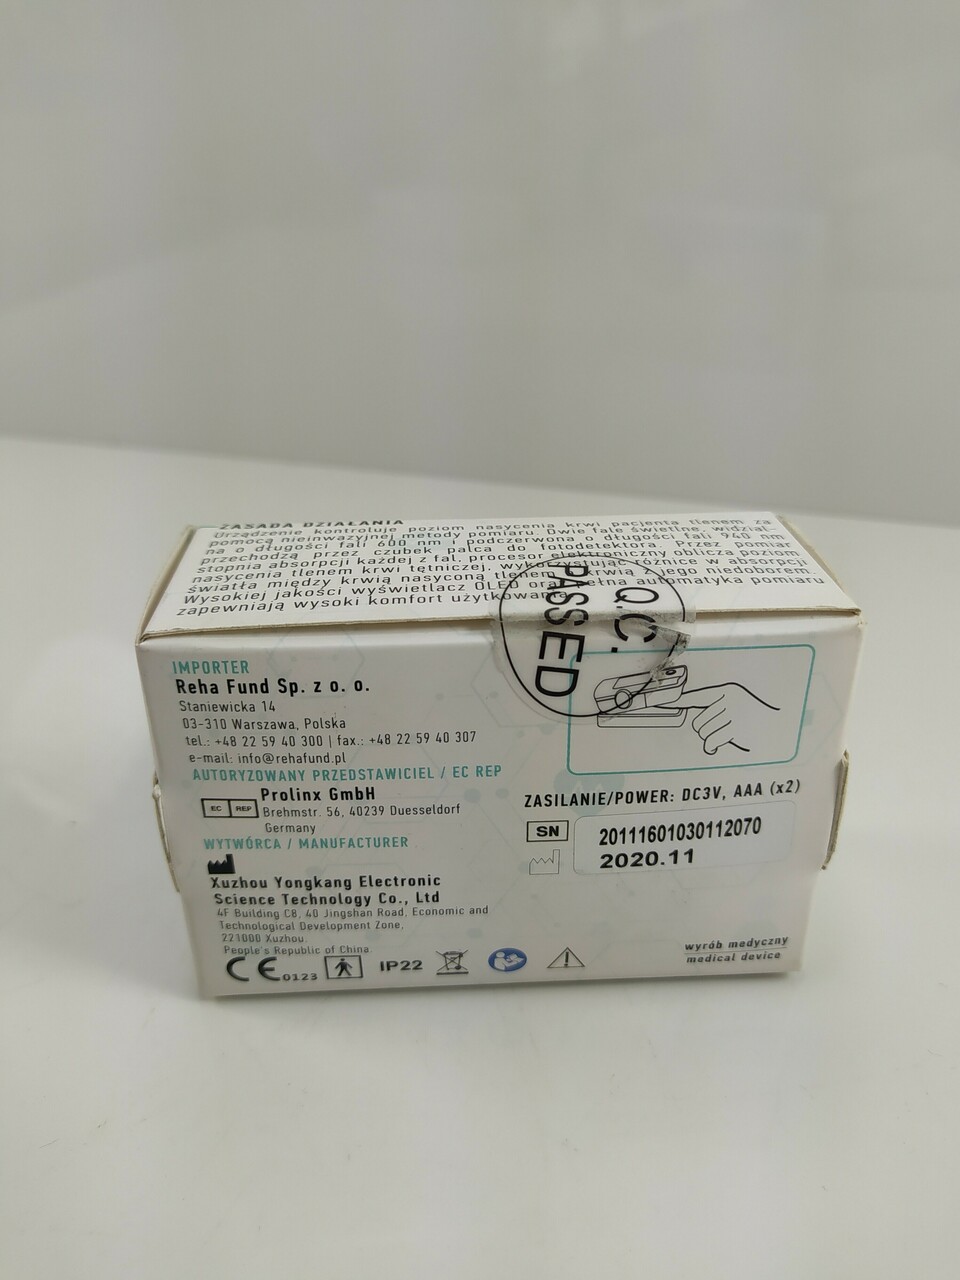 ZASADA DZIAŁANIA
Urządzenie kontroluje poziom nasycenia krwi pacjenta tlenem za
pomocą nieinwazyjnej metody pomiaru. Dwie fale świetlne, widzial-
na o długości fali 600 nm i podczerwona o długości fali 940 nm
przechodzą przez czubek palca do fotodetektora. Przez pomiar
stopnia absorpcji każdej z fal, procesor elektroniczny oblicza poziom
nasycenia tlenem krwi tętniczej, wykorzystując różnice w absorpcji
światła między krwią nasyconą tlenem krwią z jego niedoborem
Wysokiej jakości wyświetlacz OLED oraz automatyka pomiaru
zapewniają wysoki komfort użytkowania
Q.C.
PASSED
IMPORTER
Reha Fund Sp. z o. o.
Staniewicka 14
03-310 Warszawa, Polska
tel.: +48 22 59 40 300 | fax.: +48 22 59 40 307
e-mail: info@rehafund.pl
AUTORYZOWANY PRZEDSTAWICIEL / EC REP
EC REP
Prolinx GmbH
Brehmstr. 56, 40239 Duesseldorf
Germany
WYTWÓRCA / MANUFACTURER
Xuzhou Yongkang Electronic
Science Technology Co., Ltd
4F Building C8, 40 Jingshan Road, Economic and
Technological Development Zone,
221000 Xuzhou.
People's Republic of China
CE 0123
IP22
ZASILANIE/POWER: DC3V, AAA (x2)
SN
20111601030112070
2020.11
wyrób medyczny
medical device